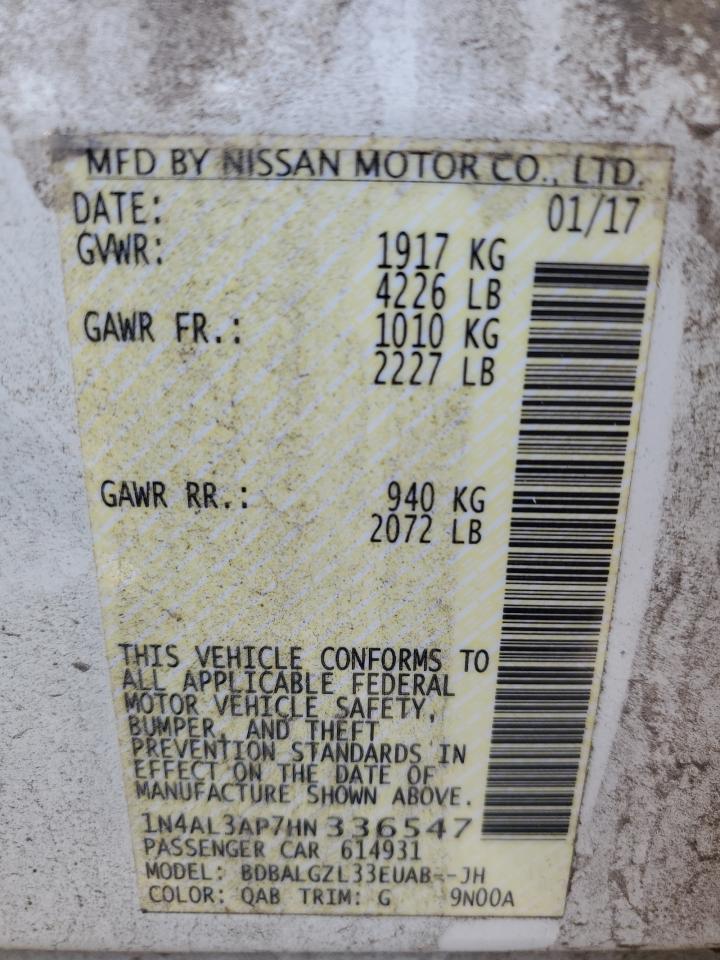 MFD BY NISSAN MOTOR CO., LTD.
DATE: 01/17
GVWR: 1917 KG
4226 LB
GAWR FR.: 1010 KG
2227 LB
GAWR RR.: 940 KG
2072 LB
THIS VEHICLE CONFORMS TO
ALL APPLICABLE FEDERAL
MOTOR VEHICLE SAFETY,
BUMPER, AND THEFT
PREVENTION STANDARDS IN
EFFECT ON THE DATE OF
MANUFACTURE SHOWN ABOVE.
1N4AL3AP7HN336547
PASSENGER CAR 614931
MODEL: BDBALGZL33EUAB--JH
COLOR: QAB TRIM: G 9N00A